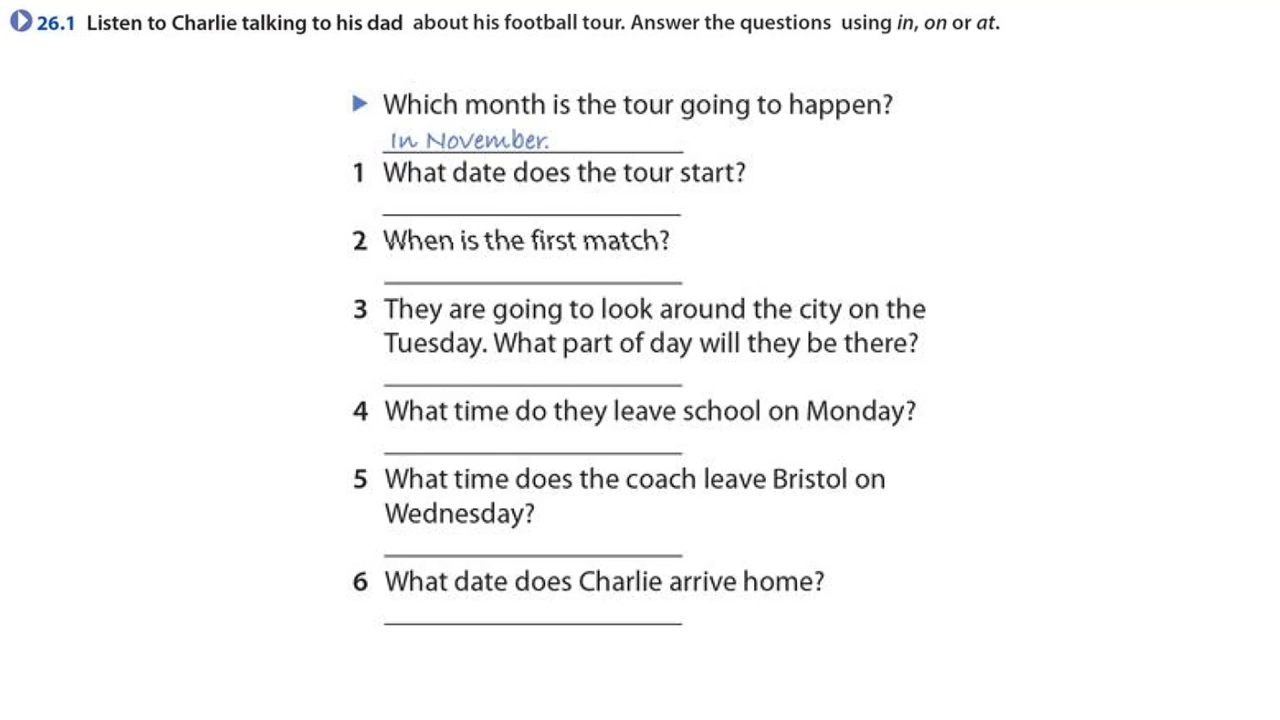 26.1 Listen to Charlie talking to his dad about his football tour. Answer the questions using in, on or at.
Which month is the tour going to happen?
In November.
1 What date does the tour start?
2 When is the first match?
3 They are going to look around the city on the
Tuesday. What part of day will they be there?
4 What time do they leave school on Monday?
5 What time does the coach leave Bristol on
Wednesday?
6 What date does Charlie arrive home?